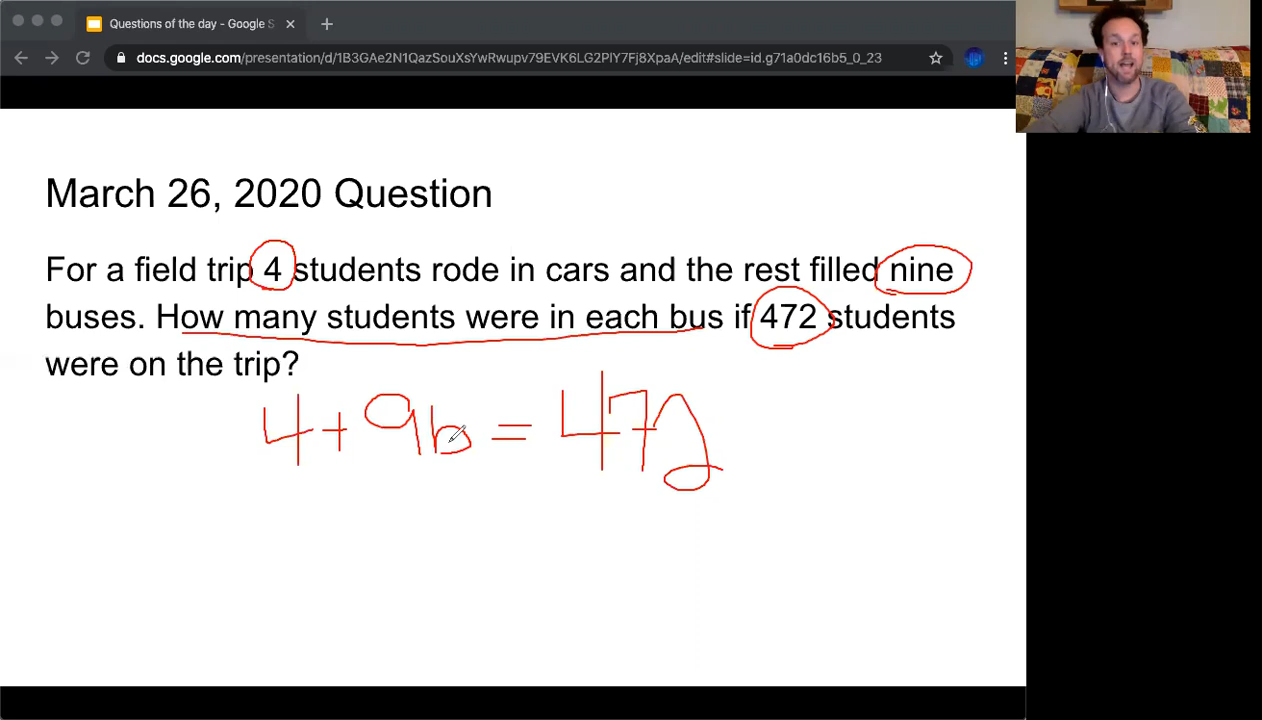 Questions of the day - Google S
docs.google.com/presentation/d/1B3GAe2N1QazSouXsYwRwupv79EVK6LG2PlY7Fj8XpaA/edit#slide=id.g71a0dc16b5_0_23
March 26, 2020 Question
For a field trip 4 students rode in cars and the rest filled nine
buses. How many students were in each bus if 472 students
were on the trip?
4 + 9b = 472